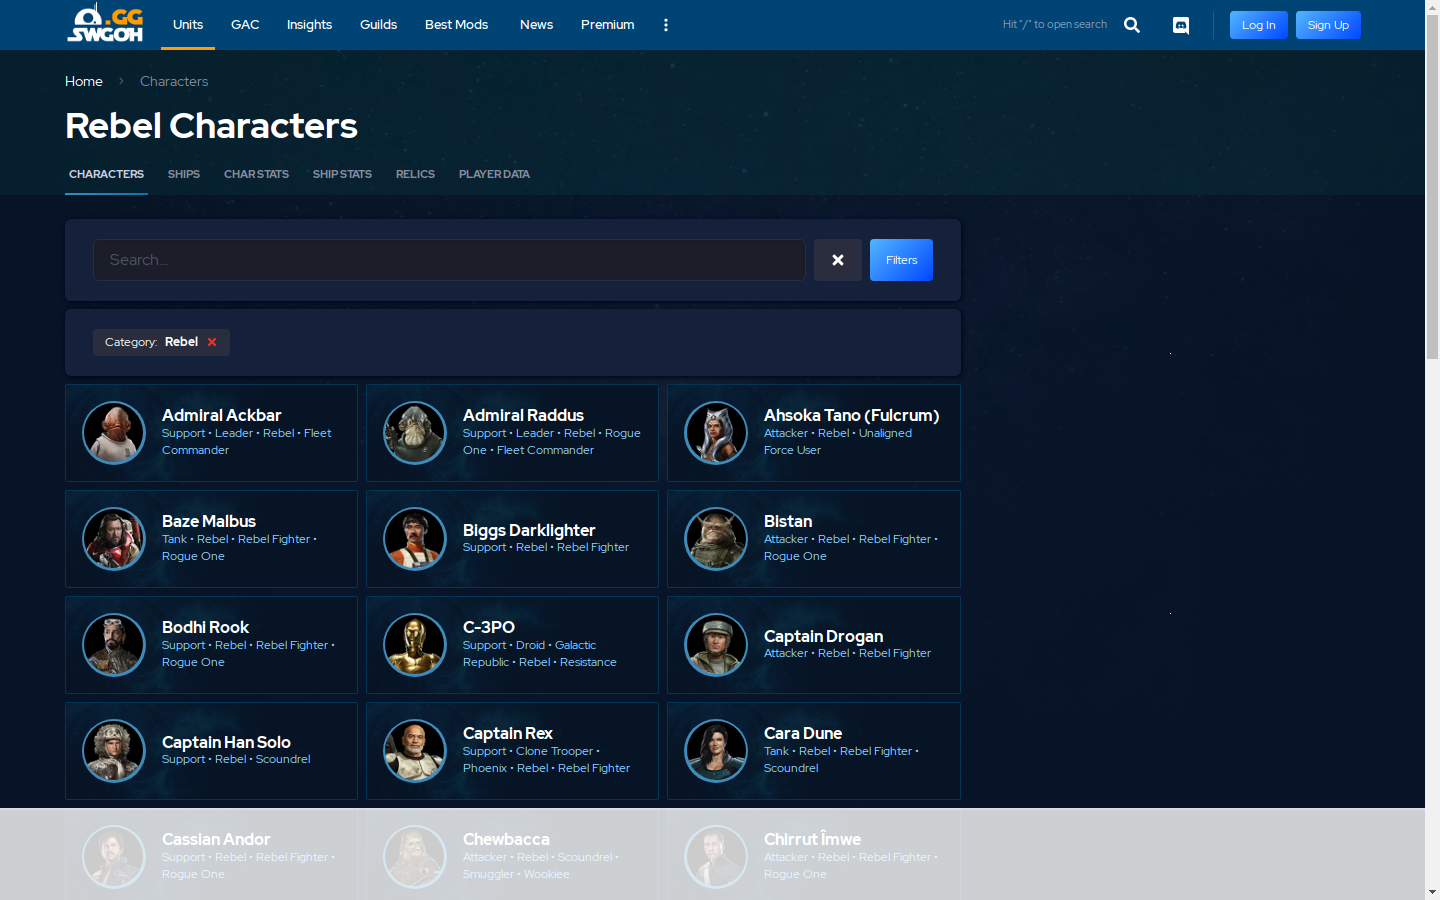 .GG
SWGOH
Units
GAC
Insights
Guilds
Best Mods
News
Premium
Hit "/" to open search
Log In
Sign Up
Home
Characters
Rebel Characters
CHARACTERS
SHIPS
CHAR STATS
SHIP STATS
RELICS
PLAYER DATA
Search...
Filters
Category: Rebel
Admiral Ackbar
Support • Leader • Rebel • Fleet
Commander
Admiral Raddus
Support • Leader • Rebel • Rogue
One • Fleet Commander
Ahsoka Tano (Fulcrum)
Attacker • Rebel • Unaligned
Force User
Baze Malbus
Tank • Rebel • Rebel Fighter •
Rogue One
Biggs Darklighter
Support • Rebel • Rebel Fighter
Bistan
Attacker • Rebel • Rebel Fighter •
Rogue One
Bodhi Rook
Support • Rebel • Rebel Fighter •
Rogue One
C-3PO
Support • Droid • Galactic
Republic • Rebel • Resistance
Captain Drogan
Attacker • Rebel • Rebel Fighter
Captain Han Solo
Support • Rebel • Scoundrel
Captain Rex
Support • Clone Trooper •
Phoenix • Rebel • Rebel Fighter
Cara Dune
Tank • Rebel • Rebel Fighter •
Scoundrel
Cassian Andor
Support • Rebel • Rebel Fighter •
Rogue One
Chewbacca
Attacker • Rebel • Scoundrel •
Smuggler • Wookiee
Chirrut Îmwe
Attacker • Rebel • Rebel Fighter •
Rogue One